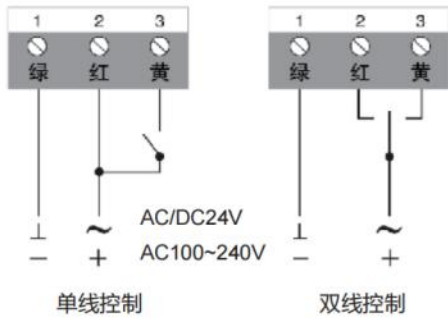 1 2 3
绿 红 黄
AC/DC24V
AC100~240V
⊥ ~
− +
单线控制
1 2 3
绿 红 黄
⊥ ~
− +
双线控制